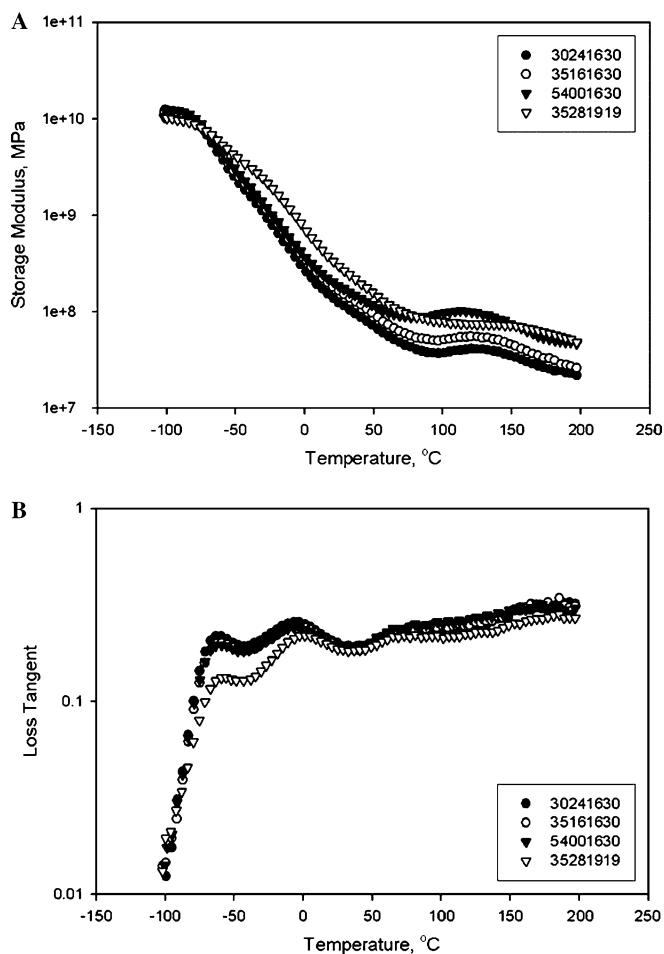 A
1e+11
1e+10
1e+9
1e+8
1e+7
Storage Modulus, MPa
30241630
35161630
54001630
35281919
-150 -100 -50 0 50 100 150 200 250
Temperature, °C
B
1
0.1
0.01
Loss Tangent
30241630
35161630
54001630
35281919
-150 -100 -50 0 50 100 150 200 250
Temperature, °C